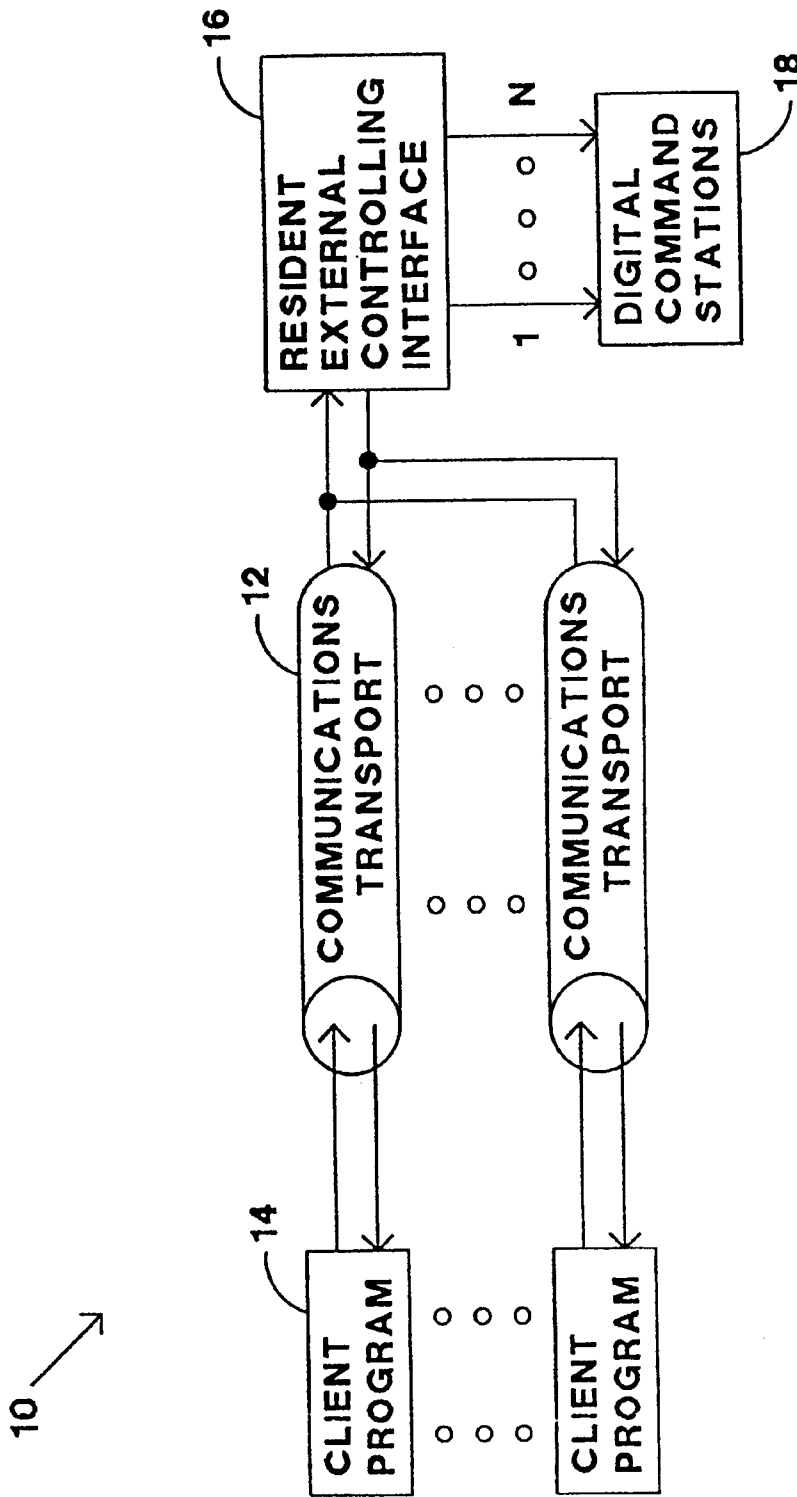 10
14
CLIENT
PROGRAM
12
COMMUNICATIONS
TRANSPORT
16
RESIDENT
EXTERNAL
CONTROLLING
INTERFACE
1
N
DIGITAL
COMMAND
STATIONS
18
CLIENT
PROGRAM
COMMUNICATIONS
TRANSPORT